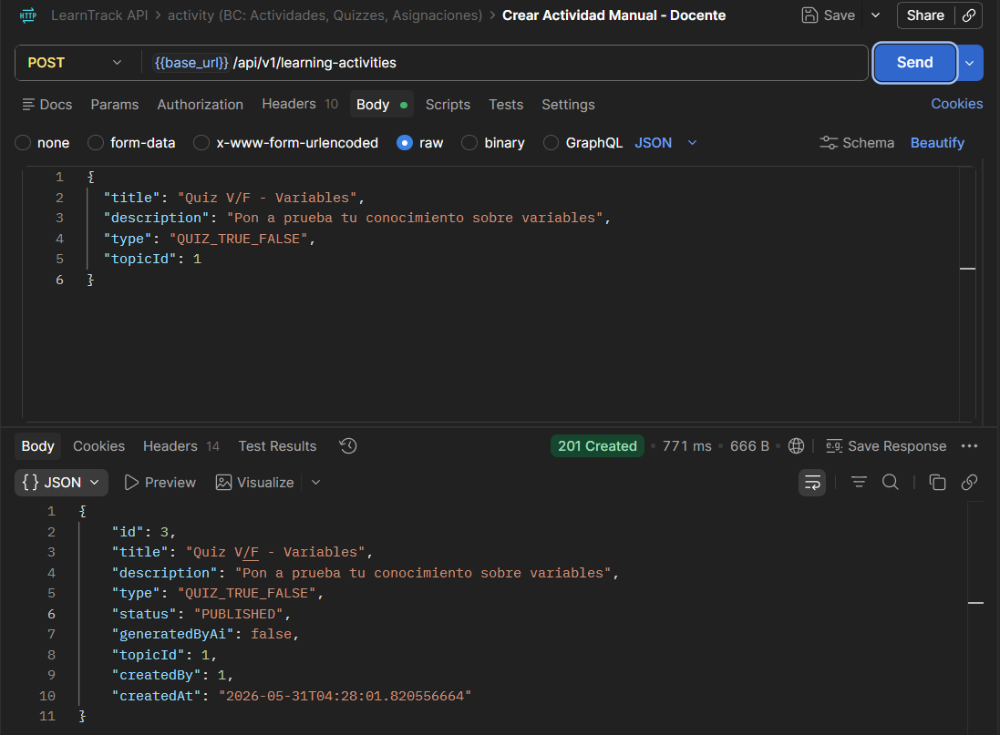 HTTP LearnTrack API > activity (BC: Actividades, Quizzes, Asignaciones) > Crear Actividad Manual - Docente Save Share
POST {{base_url}} /api/v1/learning-activities Send
Docs Params Authorization Headers 10 Body Scripts Tests Settings Cookies
none form-data x-www-form-urlencoded raw binary GraphQL JSON Schema Beautify
1 {
2 "title": "Quiz V/F - Variables",
3 "description": "Pon a prueba tu conocimiento sobre variables",
4 "type": "QUIZ_TRUE_FALSE",
5 "topicId": 1
6 }
Body Cookies Headers 14 Test Results 201 Created • 771 ms • 666 B • e.g. Save Response •••
{} JSON Preview Visualize
1 {
2 "id": 3,
3 "title": "Quiz V/F - Variables",
4 "description": "Pon a prueba tu conocimiento sobre variables",
5 "type": "QUIZ_TRUE_FALSE",
6 "status": "PUBLISHED",
7 "generatedByAi": false,
8 "topicId": 1,
9 "createdBy": 1,
10 "createdAt": "2026-05-31T04:28:01.820556664"
11 }